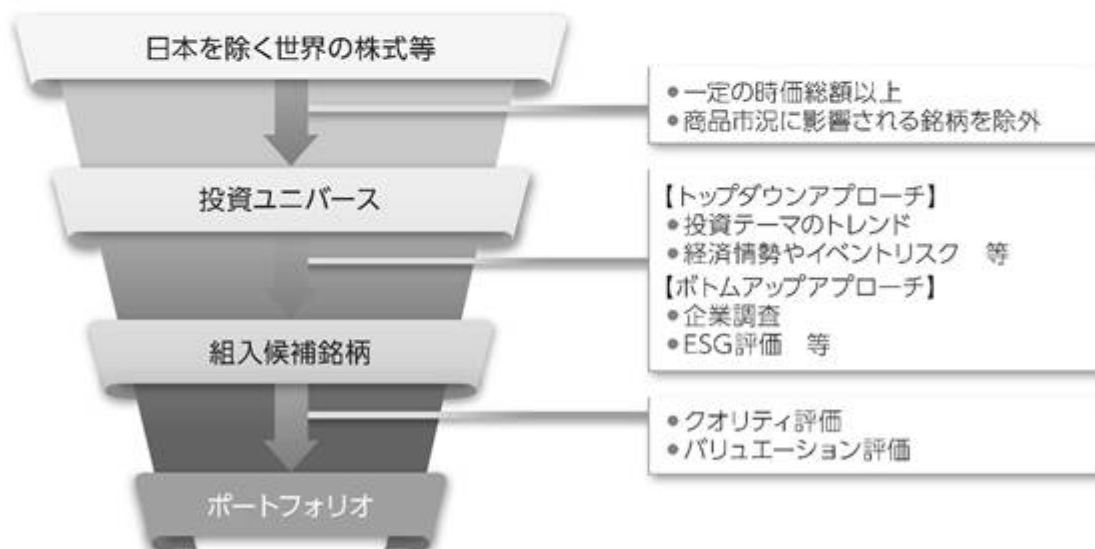 日本を除く世界の株式等
●一定の時価総額以上
●商品市況に影響される銘柄を除外
投資ユニバース
【トップダウンアプローチ】
●投資テーマのトレンド
●経済情勢やイベントリスク　等
【ボトムアップアプローチ】
●企業調査
●ESG評価　等
組入候補銘柄
●クオリティ評価
●バリュエーション評価
ポートフォリオ